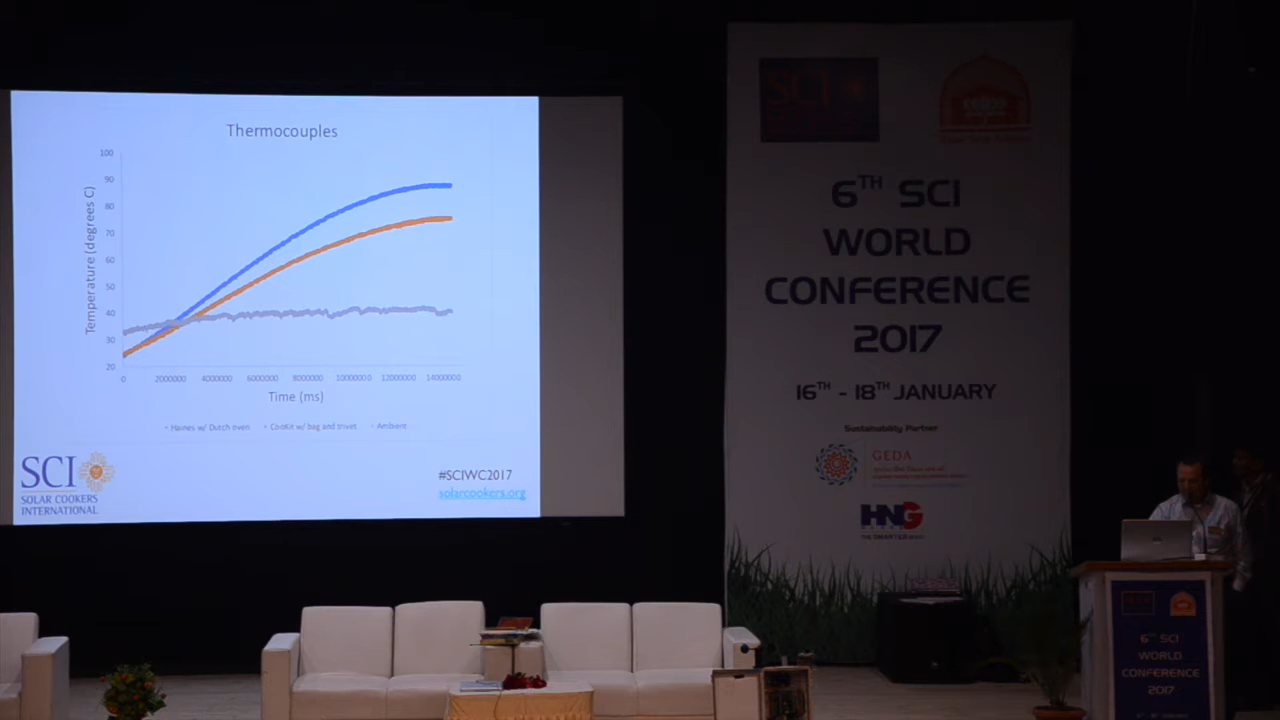 Thermocouples
100
90
80
70
60
50
40
30
20
Temperature (degrees C)
0
2000000
4000000
6000000
8000000
10000000
12000000
14000000
Time (ms)
Haines w/ Dutch oven
CooKit w/ bag and trivet
Ambient
SCI
SOLAR COOKERS
INTERNATIONAL
#SCIWC2017
solarcookers.org
SCI
6TH SCI
WORLD
CONFERENCE
2017
16TH - 18TH JANUARY
Sustainability Partner
GEDA
HNG
6TH SCI
WORLD
CONFERENCE
2017